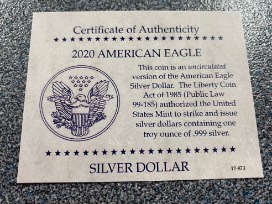 Certificate of Authenticity
2020 AMERICAN EAGLE
This coin is an uncirculated
version of the American Eagle
Silver Dollar. The Liberty Coin
Act of 1985 (Public Law
99-185) authorized the United
States Mint to strike and issue
silver dollars containing one
troy ounce of .999 silver.
SILVER DOLLAR